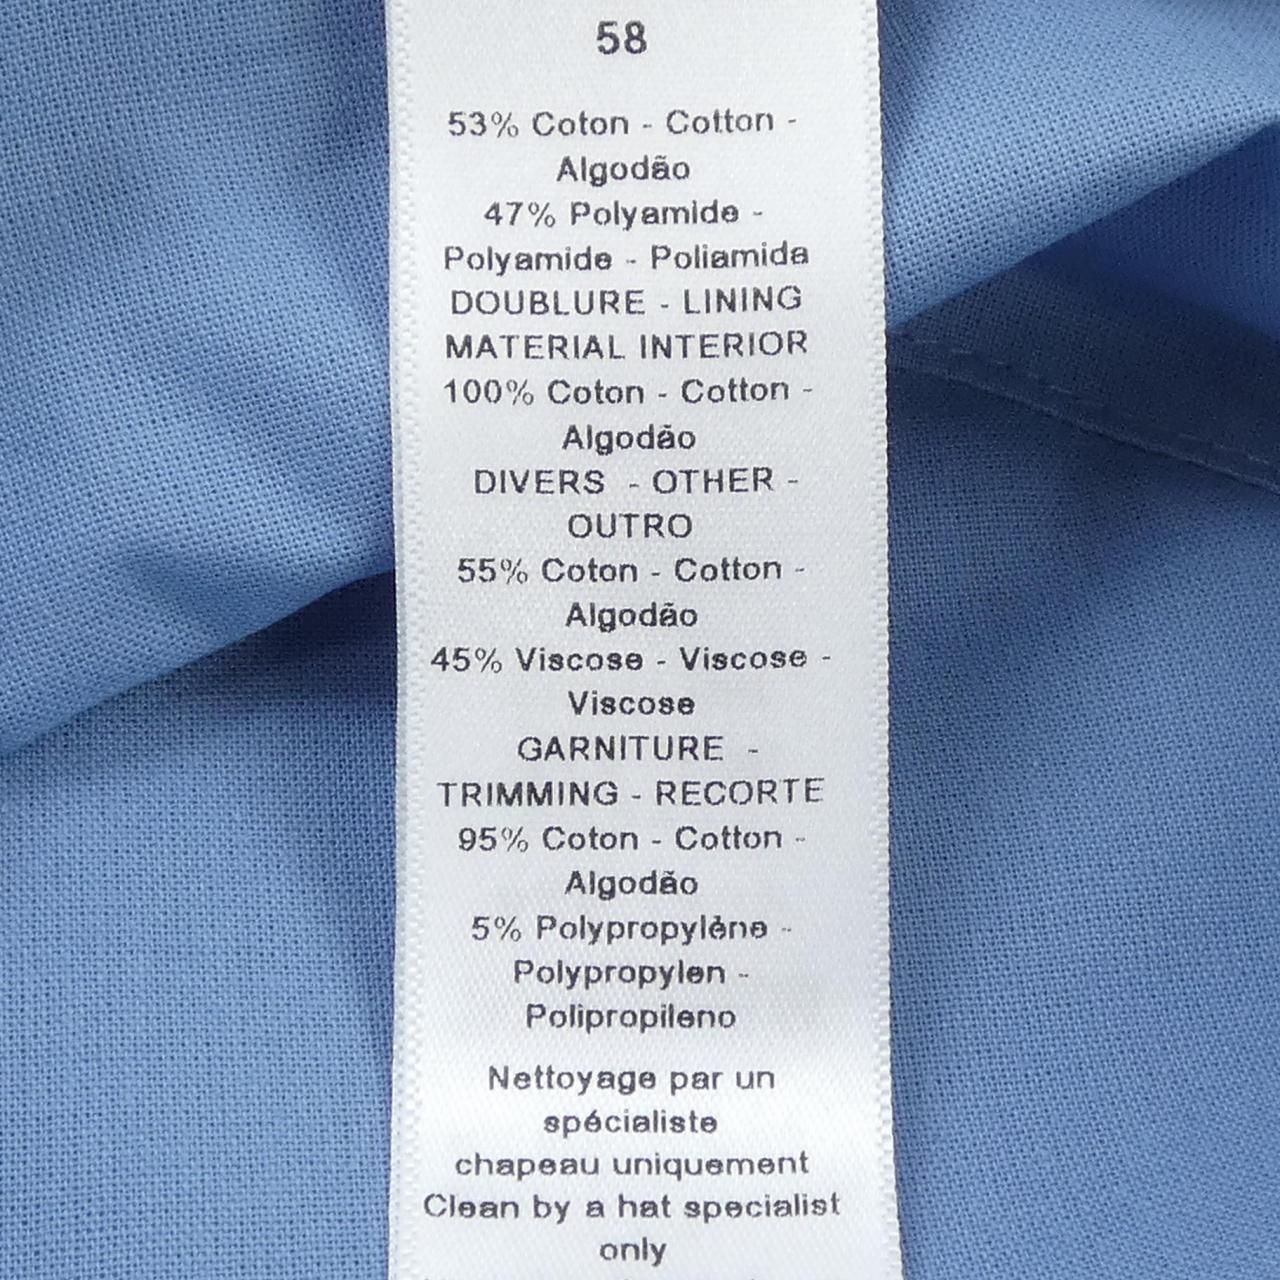 58
53% Coton - Cotton -
Algodão
47% Polyamide -
Polyamide - Poliamida
DOUBLURE - LINING
MATERIAL INTERIOR
100% Coton - Cotton -
Algodão
DIVERS - OTHER -
OUTRO
55% Coton - Cotton -
Algodão
45% Viscose - Viscose -
Viscose
GARNITURE -
TRIMMING - RECORTE
95% Coton - Cotton -
Algodão
5% Polypropylène -
Polypropylen -
Polipropileno
Nettoyage par un
spécialiste
chapeau uniquement
Clean by a hat specialist
only